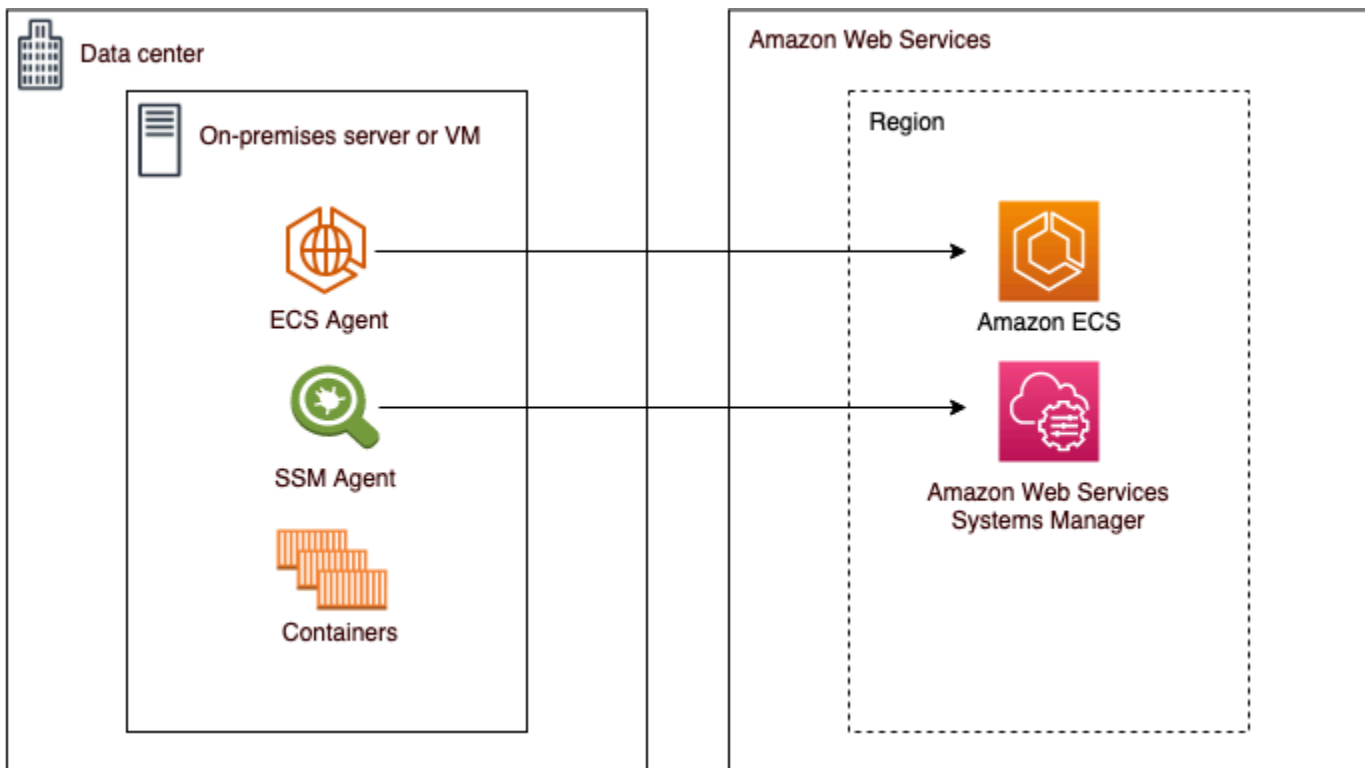 Data center
On-premises server or VM
ECS Agent
SSM Agent
Containers
Amazon Web Services
Region
Amazon ECS
Amazon Web Services
Systems Manager